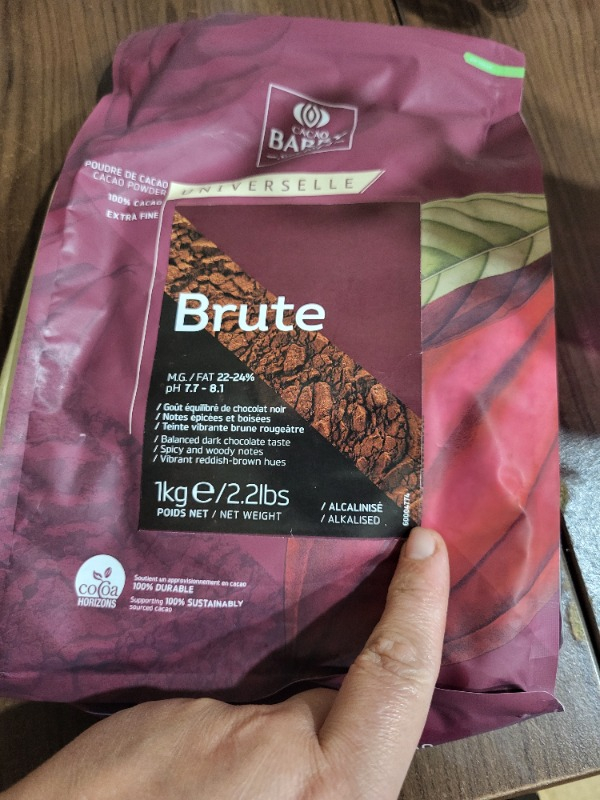 CACAO
BARRY
POUDRE DE CACAO
CACAO POWDER
100% CACAO
EXTRA FINE
UNIVERSELLE
Brute
M.G. / FAT 22-24%
pH 7.7 - 8.1
/ Goût équilibré de chocolat noir
/ Notes épicées et boisées
/ Teinte vibrante brune rougeâtre
/ Balanced dark chocolate taste
/ Spicy and woody notes
/ Vibrant reddish-brown hues
1kg e/2.2lbs
POIDS NET / NET WEIGHT
/ ALCALINISÉ
/ ALKALISED
cocoa
HORIZONS
Soutient un approvisionnement en cacao
100% DURABLE
Supporting 100% SUSTAINABLY
sourced cacao